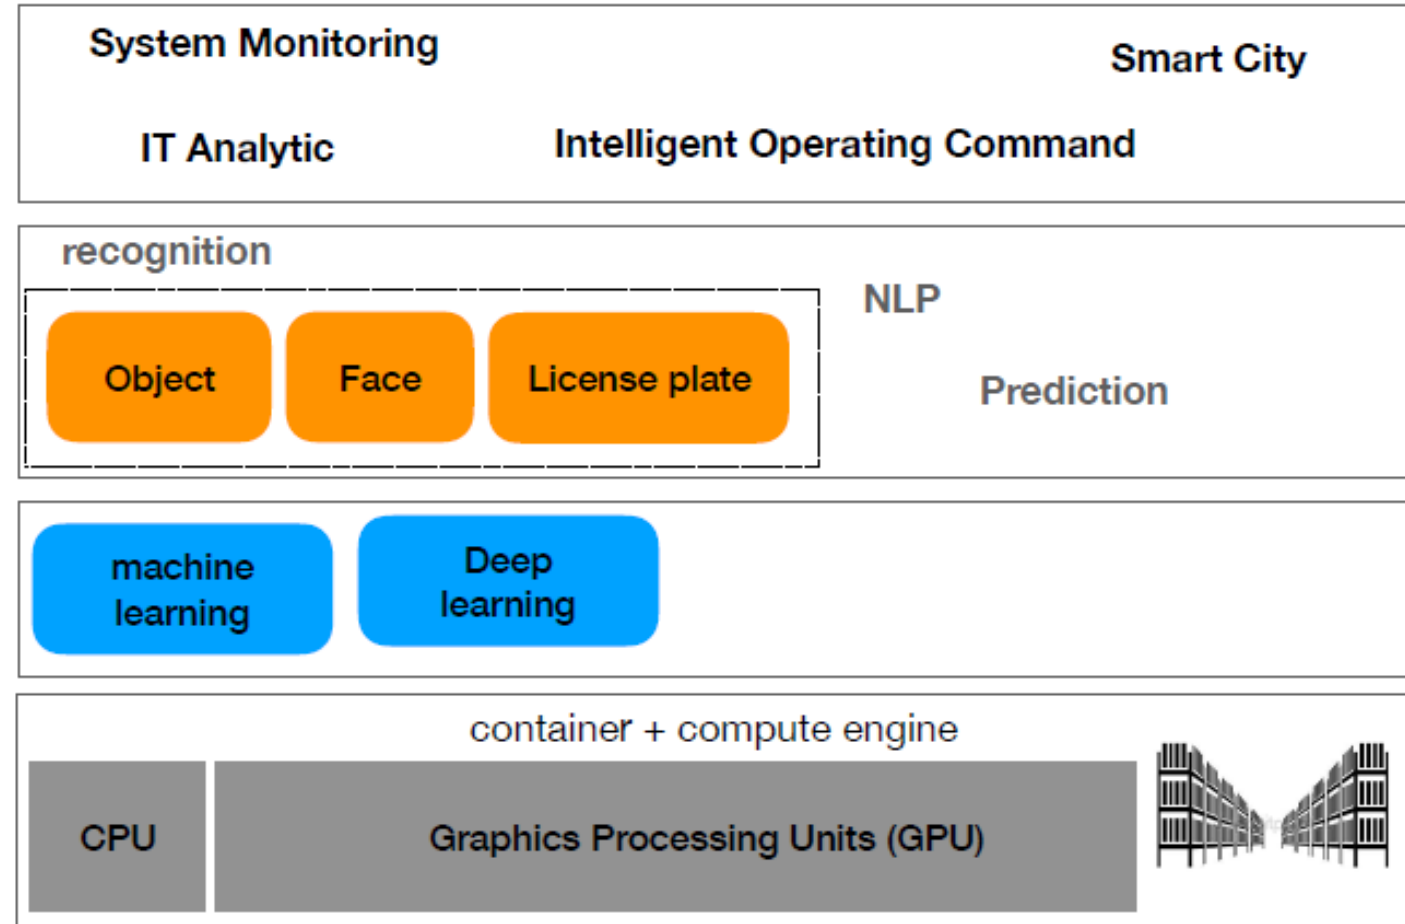 System Monitoring
Smart City
IT Analytic
Intelligent Operating Command
recognition
NLP
Object
Face
License plate
Prediction
machine
learning
Deep
learning
container + compute engine
CPU
Graphics Processing Units (GPU)